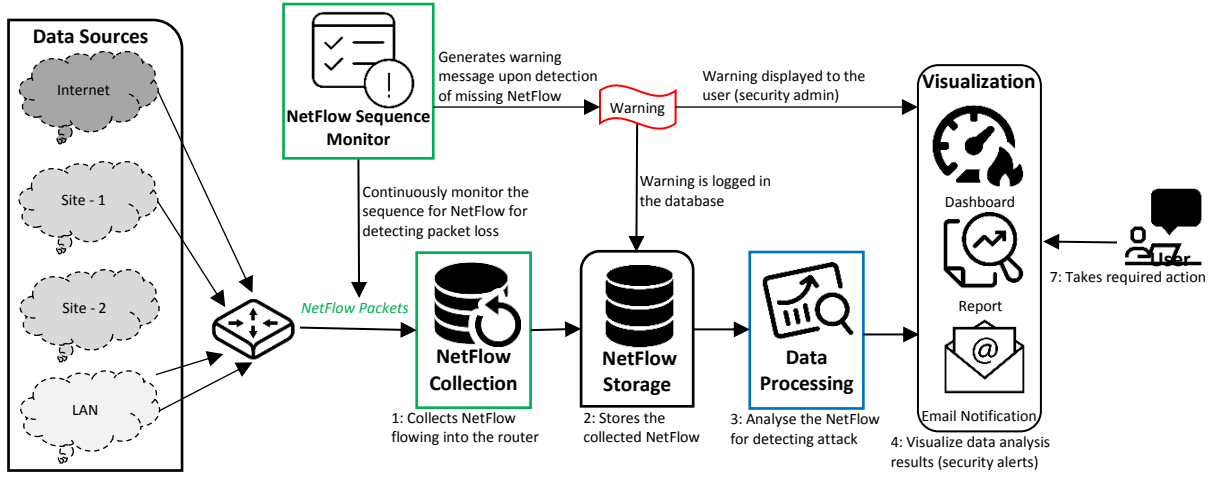 Data Sources
Internet
Site - 1
Site - 2
LAN
NetFlow Sequence
Monitor
Generates warning
message upon detection
of missing NetFlow
Warning
Warning displayed to the
user (security admin)
Continuously monitor the
sequence for NetFlow for
detecting packet loss
Warning is logged in
the database
NetFlow Packets
NetFlow
Collection
1: Collects NetFlow
flowing into the router
NetFlow
Storage
2: Stores the
collected NetFlow
Data
Processing
3: Analyse the NetFlow
for detecting attack
Visualization
Dashboard
Report
@
Email Notification
4: Visualize data analysis
results (security alerts)
User
7: Takes required action